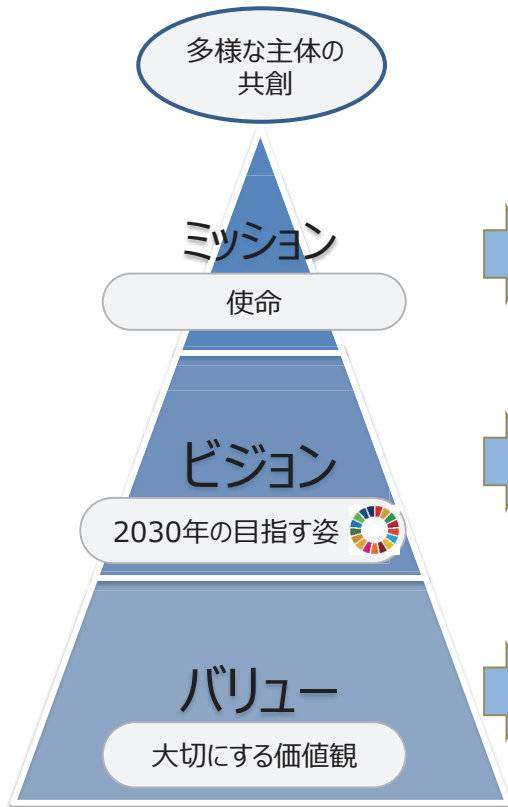 多様な主体の
共創
ミッション
使命
ビジョン
2030年の目指す姿
バリュー
大切にする価値観